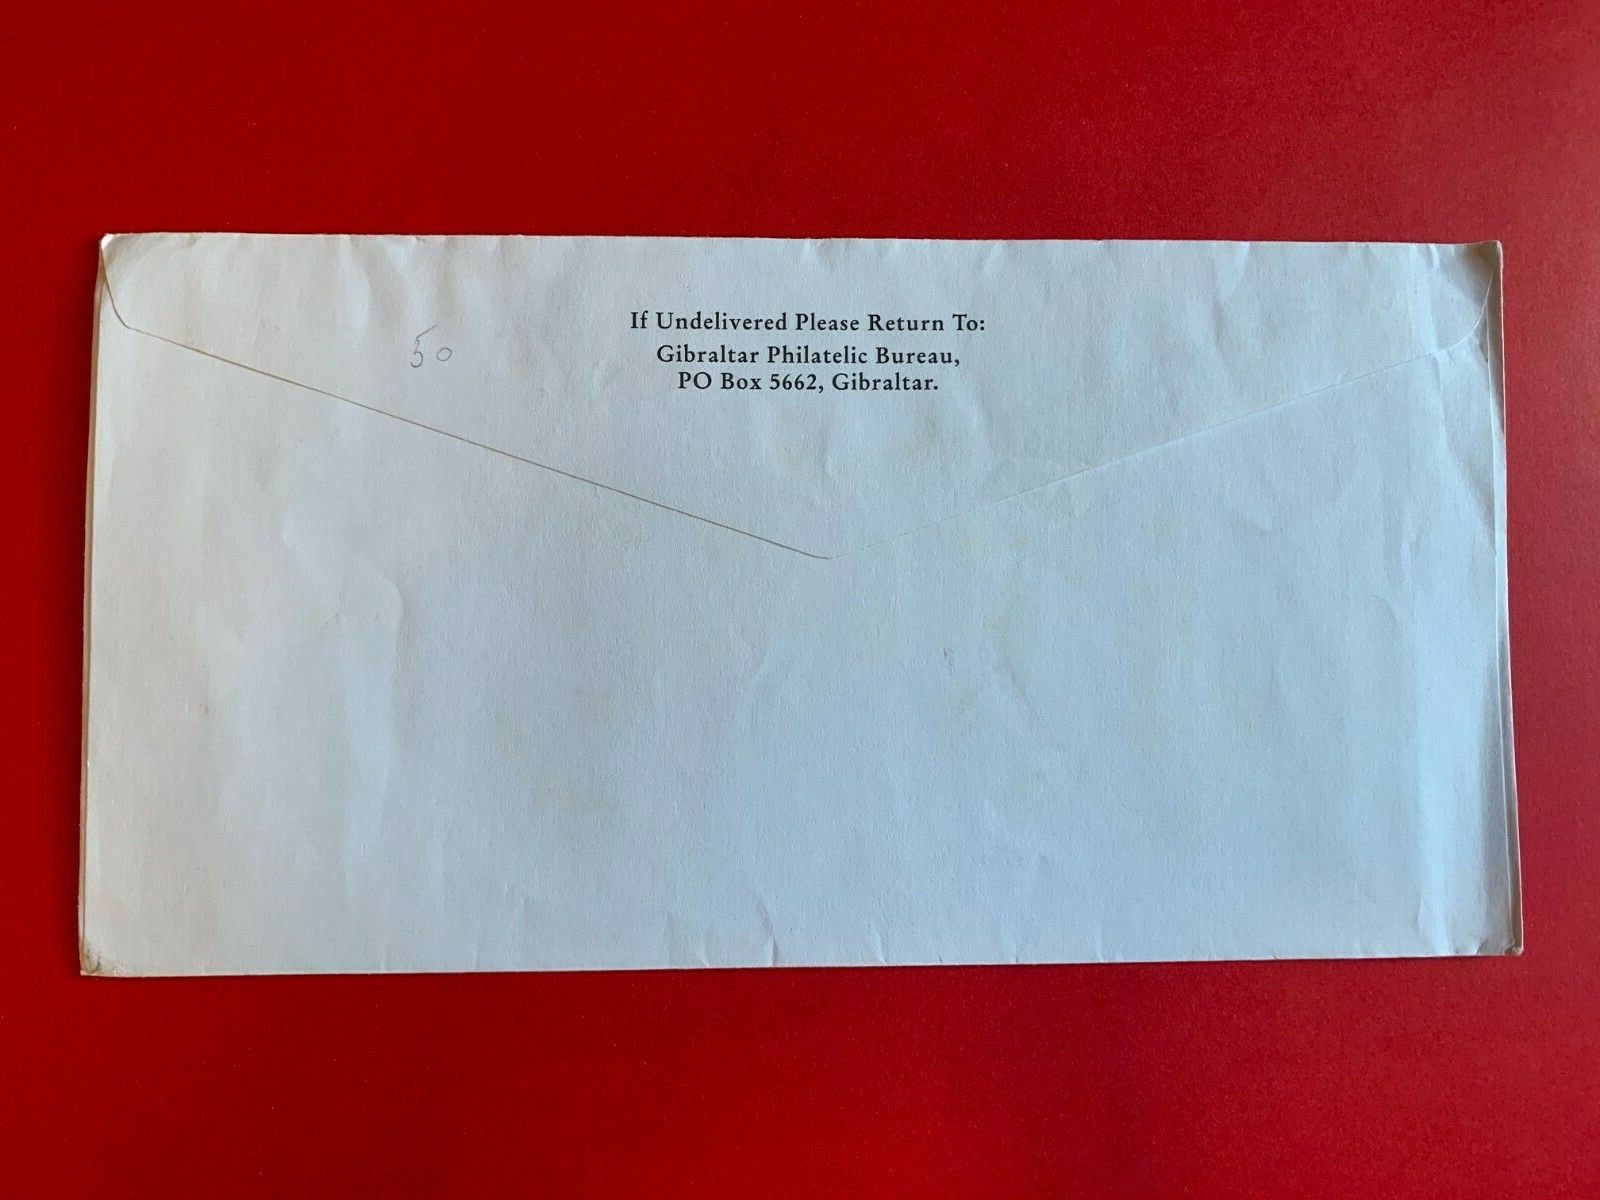 If Undelivered Please Return To:
50
Gibraltar Philatelic Bureau,
PO Box 5662, Gibraltar.